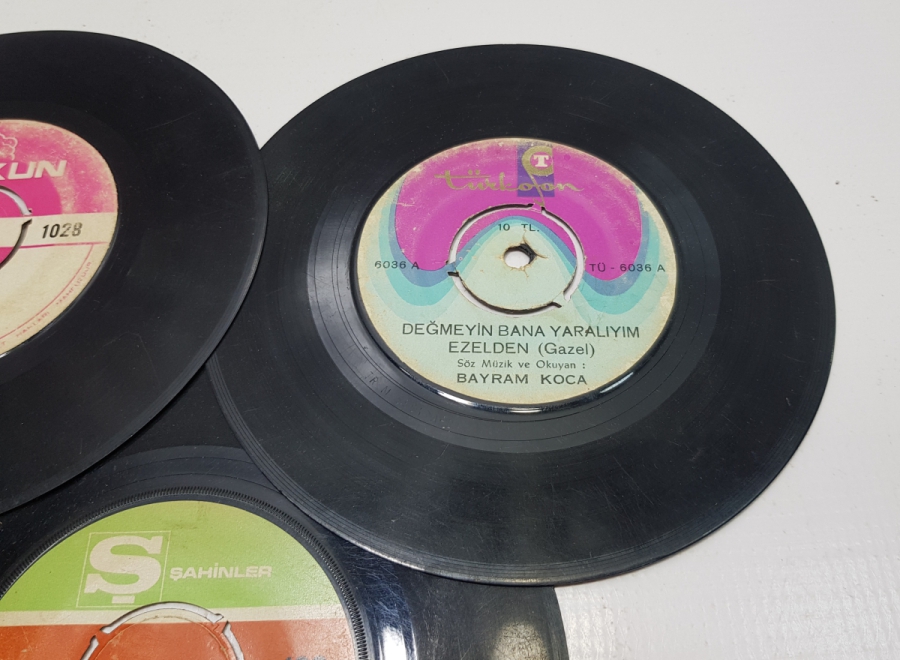 KUN
1028
T
türkofon
10 TL.
6036 A
TÜ - 6036 A
DEĞMEYİN BANA YARALIYIM
EZELDEN (Gazel)
Söz Müzik ve Okuyan :
BAYRAM KOCA
Ş ŞAHİNLER